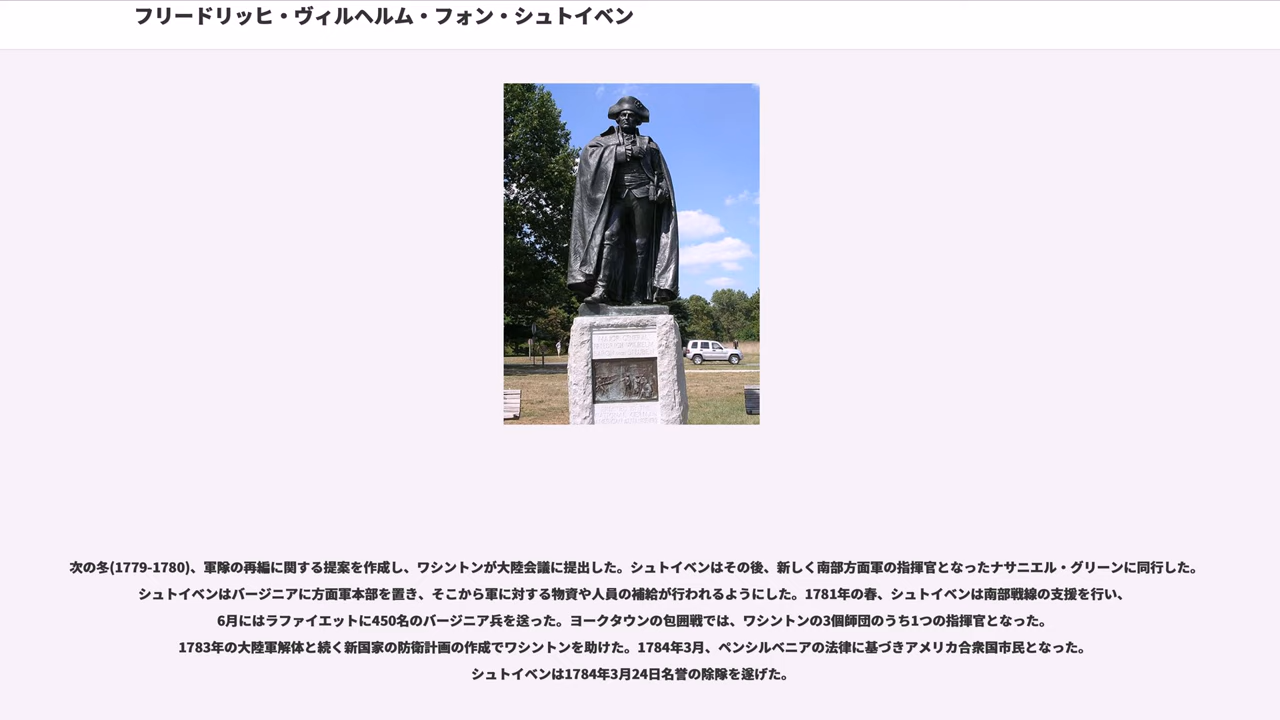 フリードリッヒ・ヴィルヘルム・フォン・シュトイベン
次の冬(1779-1780)、軍隊の再編に関する提案を作成し、ワシントンが大陸会議に提出した。シュトイベンはその後、新しく南部方面軍の指揮官となったナサニエル・グリーンに同行した。
シュトイベンはバージニアに方面軍本部を置き、そこから軍に対する物資や人員の補給が行われるようにした。1781年の春、シュトイベンは南部戦線の支援を行い、
6月にはラファイエットに450名のバージニア兵を送った。ヨークタウンの包囲戦では、ワシントンの3個師団のうち1つの指揮官となった。
1783年の大陸軍解体と続く新国家の防衛計画の作成でワシントンを助けた。1784年3月、ペンシルベニアの法律に基づきアメリカ合衆国市民となった。
シュトイベンは1784年3月24日名誉の除隊を遂げた。